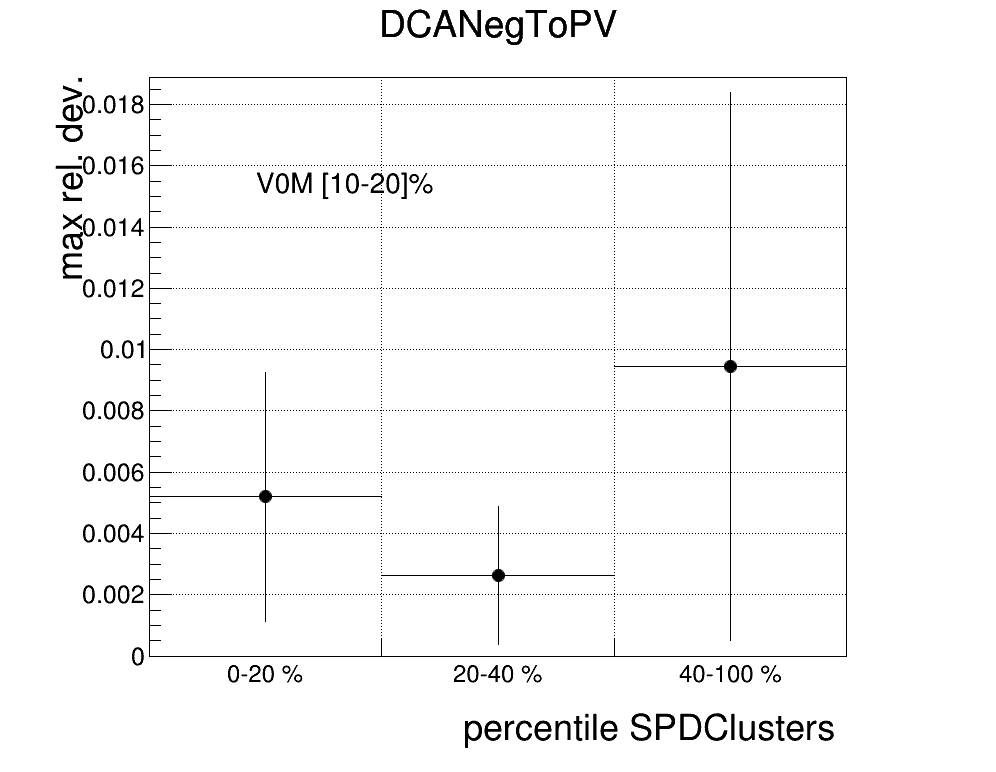 DCANegToPV
max rel. dev.
0.018
0.016
V0M [10-20]%
0.014
0.012
0.01
0.008
0.006
0.004
0.002
0
0-20 % 20-40 % 40-100 %
percentile SPDClusters